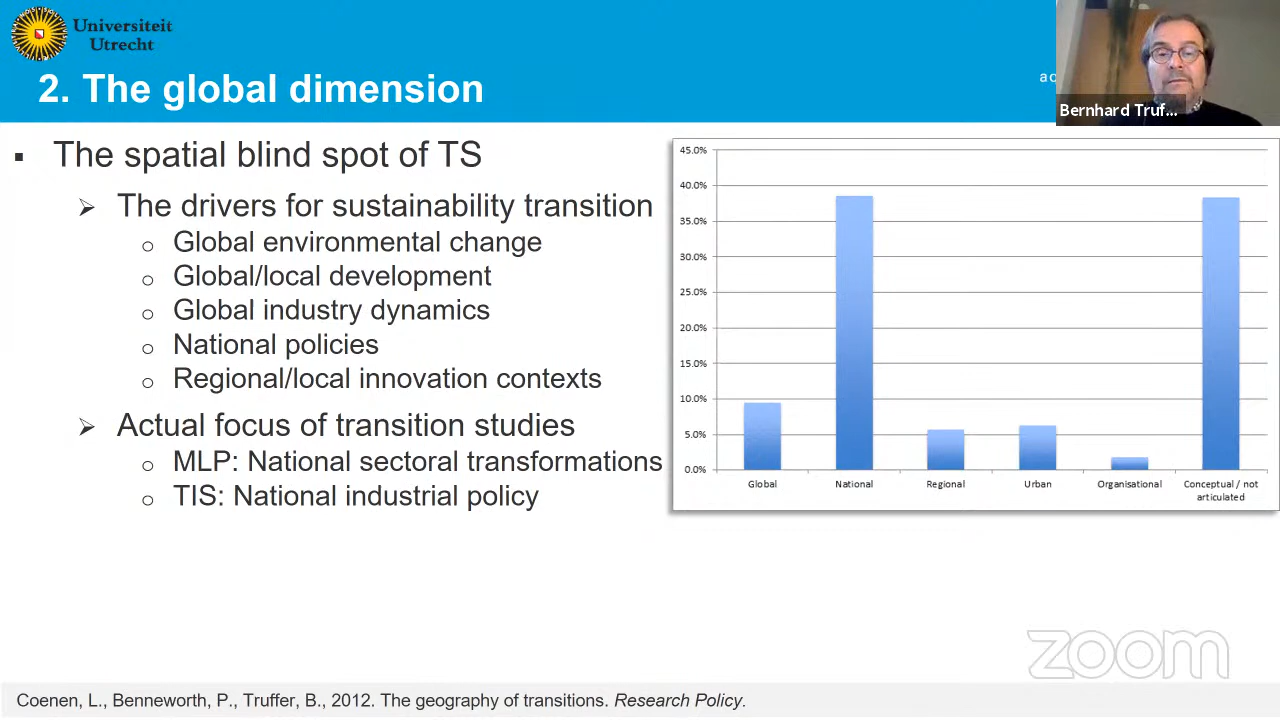 Universiteit
Utrecht
2. The global dimension
Bernhard Truf...
The spatial blind spot of TS
The drivers for sustainability transition
Global environmental change
Global/local development
Global industry dynamics
National policies
Regional/local innovation contexts
Actual focus of transition studies
MLP: National sectoral transformations
TIS: National industrial policy
45.0%
40.0%
35.0%
30.0%
25.0%
20.0%
15.0%
10.0%
5.0%
0.0%
Global National Regional Urban Organisational Conceptual / not
articulated
zoom
Coenen, L., Benneworth, P., Truffer, B., 2012. The geography of transitions. Research Policy.